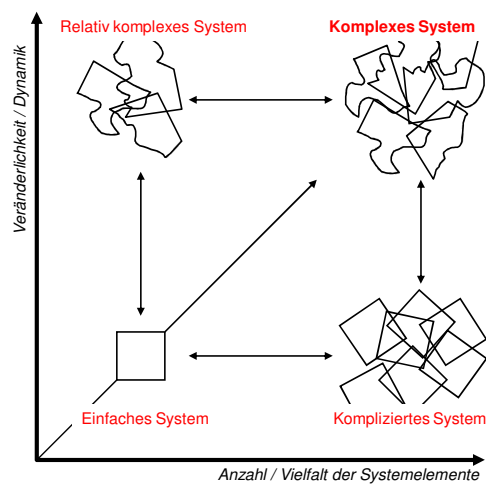 Relativ komplexes System
Komplexes System
Veränderlichkeit / Dynamik
Einfaches System
Kompliziertes System
Anzahl / Vielfalt der Systemelemente